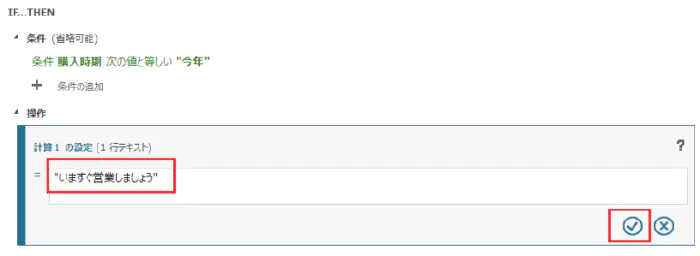 IF...THEN
条件 (省略可能)
条件 購入時期 次の値と等しい "今年"
条件の追加
操作
計算1 の設定 (1 行テキスト)
?
= "いますぐ営業しましょう"